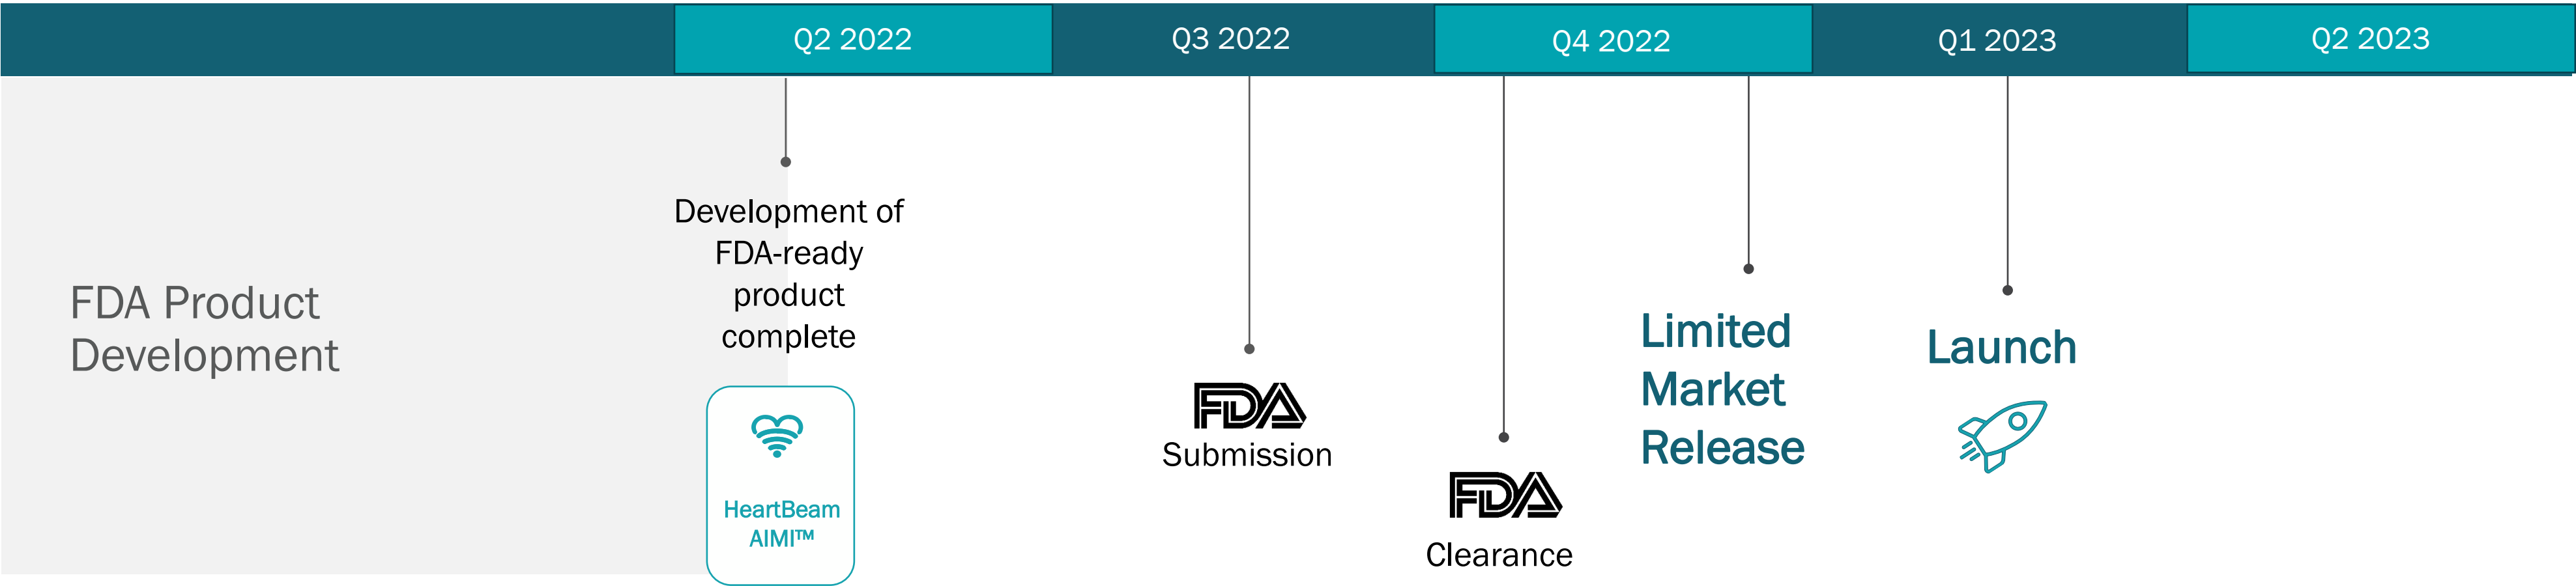 Q2 2022
Q3 2022
Q4 2022
Q1 2023
Q2 2023
FDA Product
Development
Development of
FDA-ready
product
complete
HeartBeam
AIMI™
FDA
Submission
FDA
Clearance
Limited
Market
Release
Launch